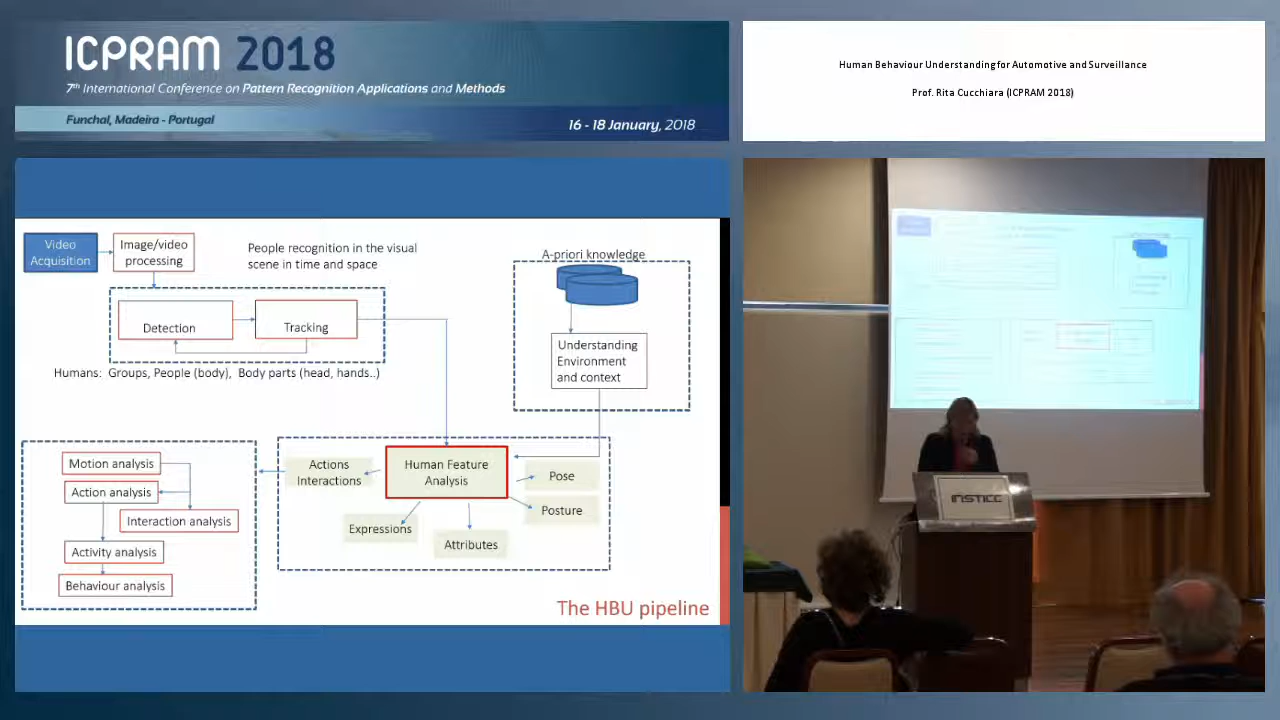 ICPRAM 2018
7th International Conference on Pattern Recognition Applications and Methods
Funchal, Madeira - Portugal
16 - 18 January, 2018
Human Behaviour Understanding for Automotive and Surveillance
Prof. Rita Cucchiara (ICPRAM 2018)
Video
Acquisition
Image/video
processing
People recognition in the visual
scene in time and space
A-priori knowledge
Detection
Tracking
Understanding
Environment
and context
Humans: Groups, People (body), Body parts (head, hands..)
Motion analysis
Action analysis
Interaction analysis
Activity analysis
Behaviour analysis
Actions
Interactions
Human Feature
Analysis
Pose
Posture
Expressions
Attributes
The HBU pipeline
INSTICC